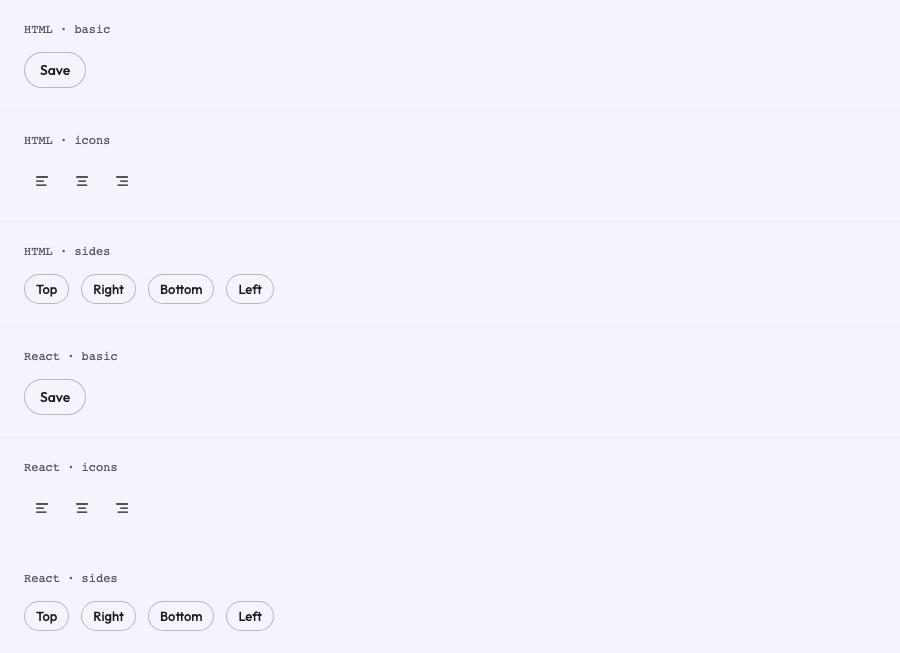 HTML · basic
Save
HTML · icons
HTML · sides
Top Right Bottom Left
React · basic
Save
React · icons
React · sides
Top Right Bottom Left